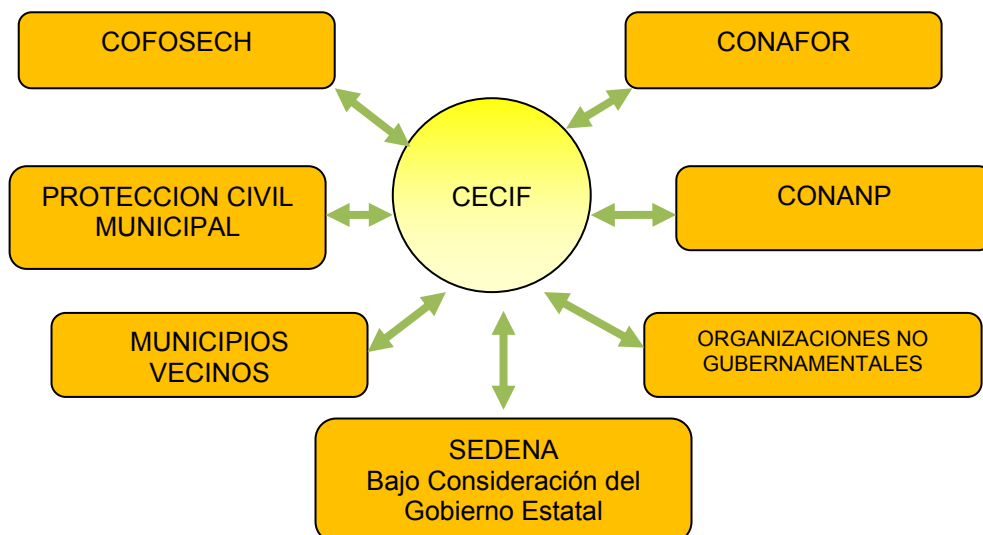 COFOSECH
CONAFOR
CECIF
PROTECCION CIVIL
MUNICIPAL
CONANP
MUNICIPIOS
VECINOS
ORGANIZACIONES NO
GUBERNAMENTALES
SEDENA
Bajo Consideración del
Gobierno Estatal